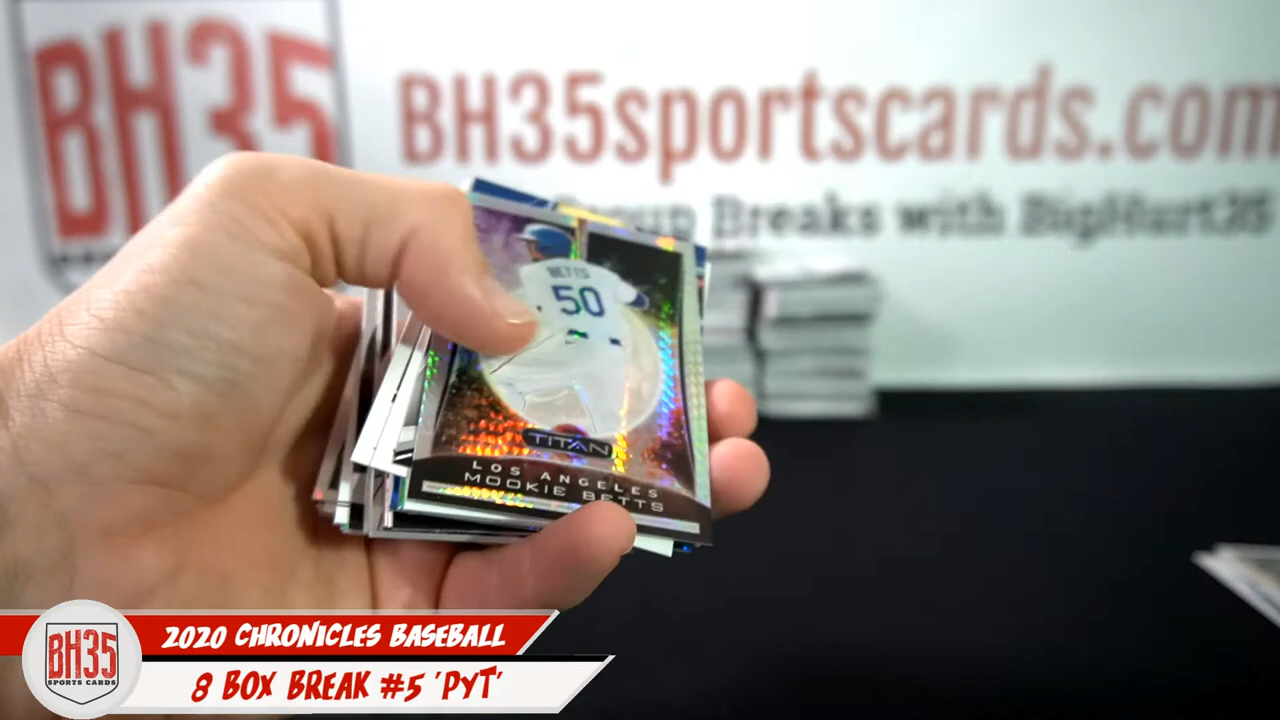 BH35
BH35sportscards.com
Group Breaks with BigHurt35
BETTS
50
TITAN
LOS ANGELES
MOOKIE BETTS
BH35
SPORTS CARDS
2020 CHRONICLES BASEBALL
8 BOX BREAK #5 'PYT'